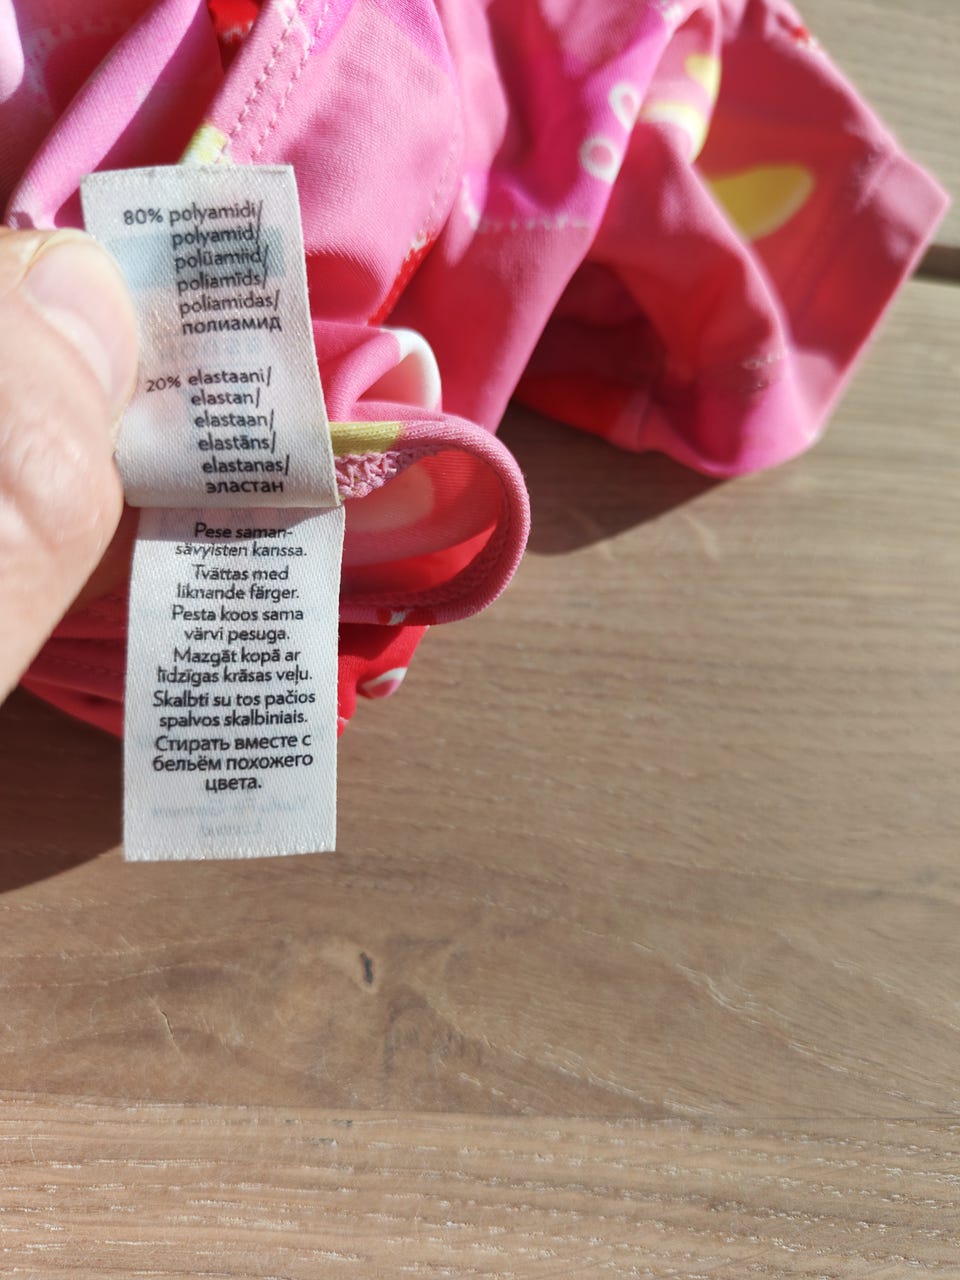 80% polyamidi/
polyamid/
polüamiid/
poliamīds/
poliamidas/
полиамид
20% elastaani/
elastan/
elastaan/
elastāns/
elastanas/
эластан
Pese saman-
sävyisten kanssa.
Tvättas med
liknande färger.
Pesta koos sama
värvi pesuga.
Mazgāt kopā ar
līdzīgas krāsas veļu.
Skalbti su tos pačios
spalvos skalbiniais.
Стирать вместе с
бельём похожего
цвета.